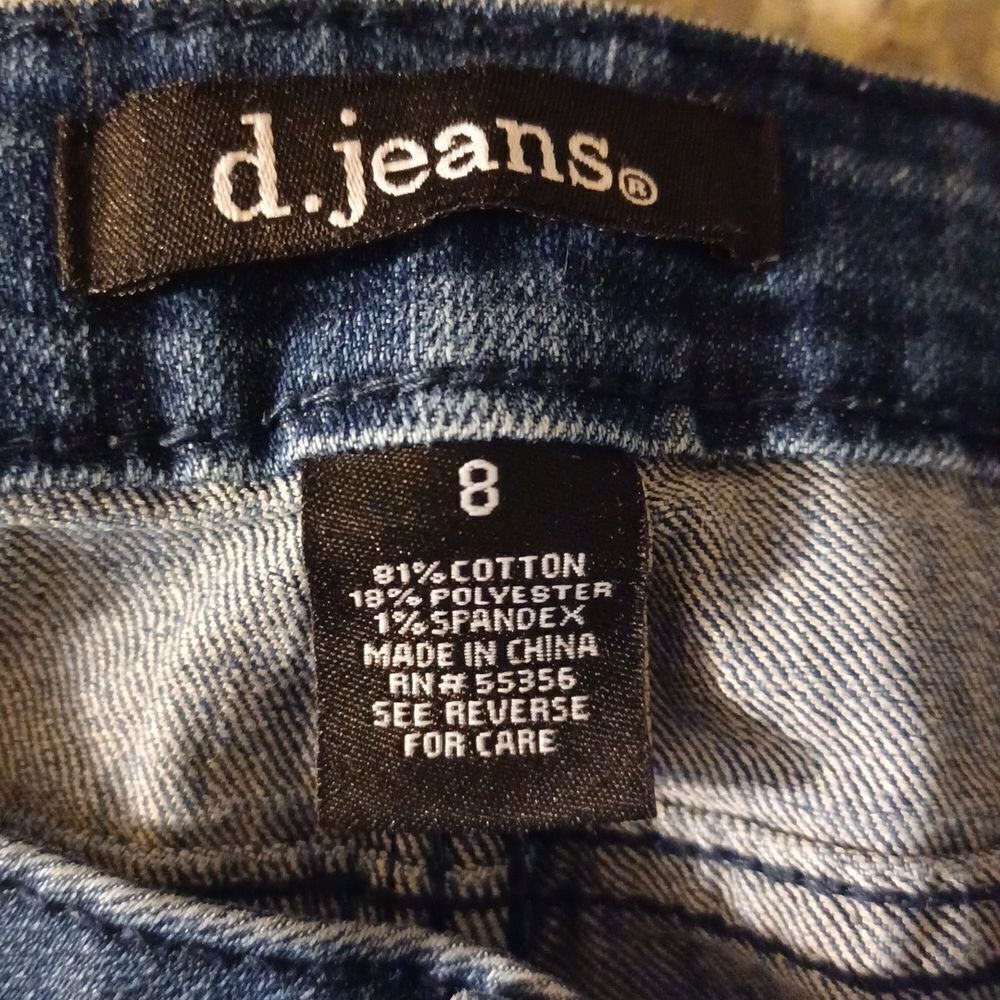 d.jeans®
8
81% COTTON
18% POLYESTER
1% SPANDEX
MADE IN CHINA
RN# 55356
SEE REVERSE
FOR CARE